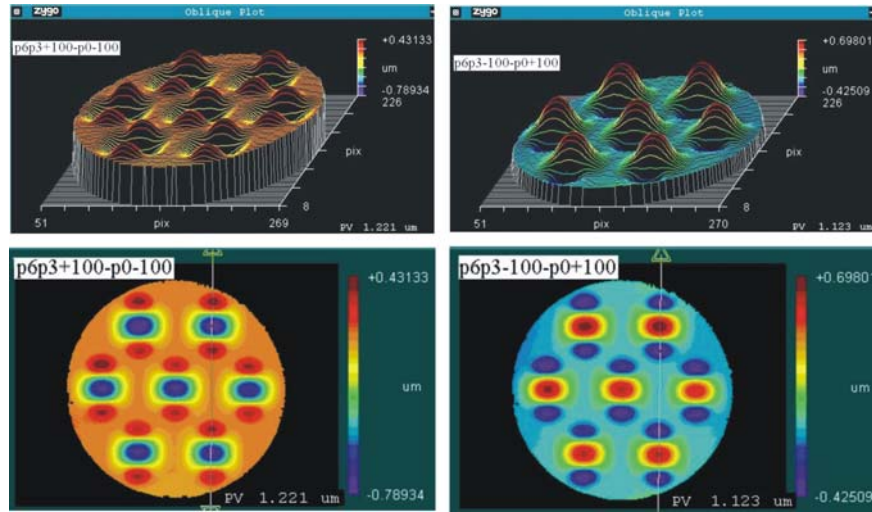 zygo Oblique Plot
p6p3+100-p0-100
+0.43133
um
-0.78934
226
pix
8
51
pix
269
PV 1.221 um
zygo Oblique Plot
p6p3-100-p0+100
+0.69801
um
-0.42509
226
pix
8
51
pix
270
PV 1.123 um
p6p3+100-p0-100
+0.43133
um
-0.78934
PV 1.221 um
p6p3-100-p0+100
+0.69801
um
-0.42509
PV 1.123 um